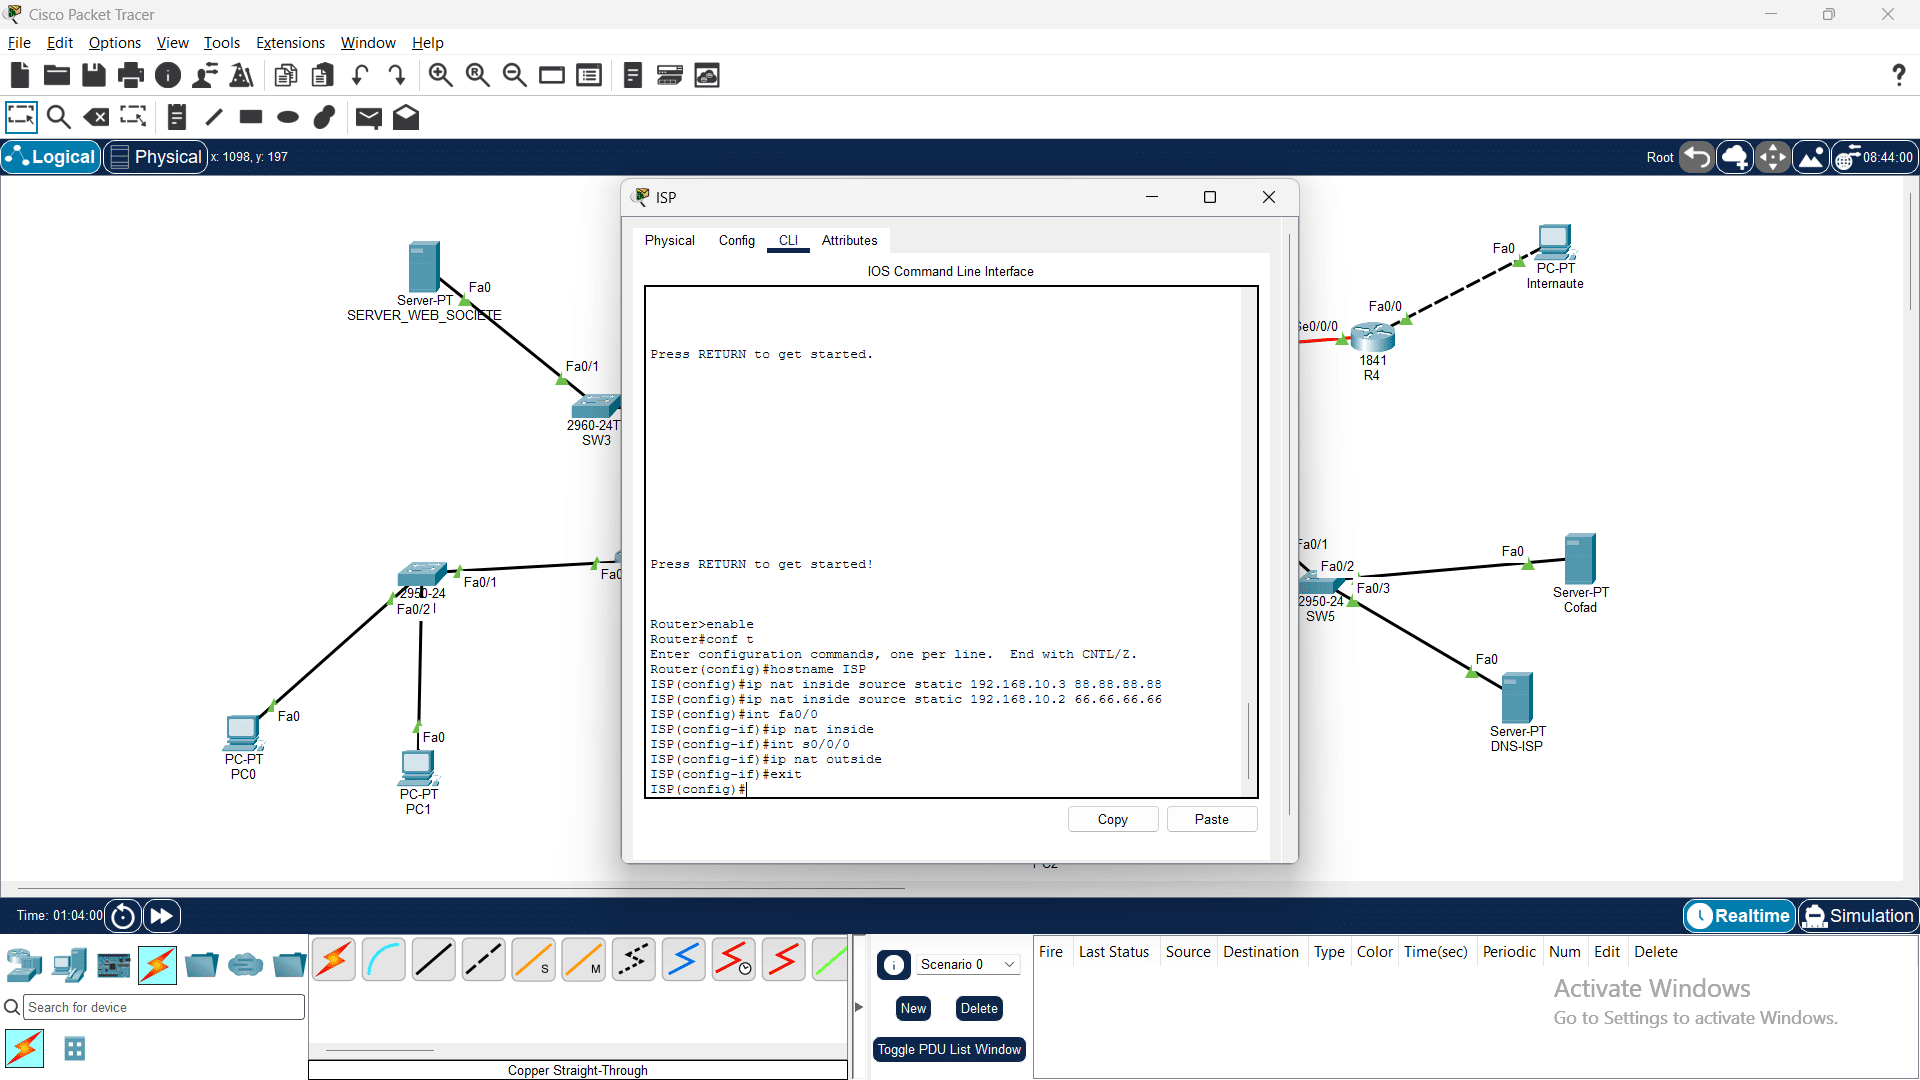 Cisco Packet Tracer
File Edit Options View Tools Extensions Window Help
Logical Physical x: 1098, y: 197 Root 08:44:00
ISP
Physical Config CLI Attributes
IOS Command Line Interface
Press RETURN to get started.
Press RETURN to get started!
Router>enable
Router#conf t
Enter configuration commands, one per line.  End with CNTL/Z.
Router(config)#hostname ISP
ISP(config)#ip nat inside source static 192.168.10.3 88.88.88.88
ISP(config)#ip nat inside source static 192.168.10.2 66.66.66.66
ISP(config)#int fa0/0
ISP(config-if)#ip nat inside
ISP(config-if)#int s0/0/0
ISP(config-if)#ip nat outside
ISP(config-if)#exit
ISP(config)#
Copy Paste
Fa0
Server-PT
SERVER_WEB_SOCIETE
Fa0/1
2960-24T
SW3
Fa0/1
Fa0
2950-24
Fa0/2
Fa0
PC-PT
PC0
Fa0
PC-PT
PC1
Fa0
PC-PT
Internaute
Fa0/0
Se0/0/0
1841
R4
Fa0/1
Fa0/2
Fa0/3
2950-24
SW5
Fa0
Server-PT
Cofad
Fa0
Server-PT
DNS-ISP
PC2
Time: 01:04:00 Realtime Simulation
S M
Search for device
Copper Straight-Through
Scenario 0
New Delete
Toggle PDU List Window
Fire Last Status Source Destination Type Color Time(sec) Periodic Num Edit Delete
Activate Windows
Go to Settings to activate Windows.